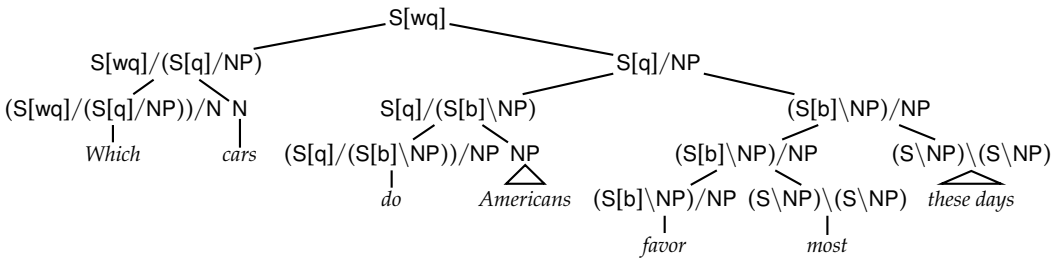 S[wq]
S[wq]/(S[q]/NP) S[q]/NP
(S[wq]/(S[q]/NP))/N N S[q]/(S[b]\NP) (S[b]\NP)/NP
Which cars (S[q]/(S[b]\NP))/NP NP (S[b]\NP)/NP (S\NP)\(S\NP)
do Americans (S[b]\NP)/NP (S\NP)\(S\NP) these days
favor most